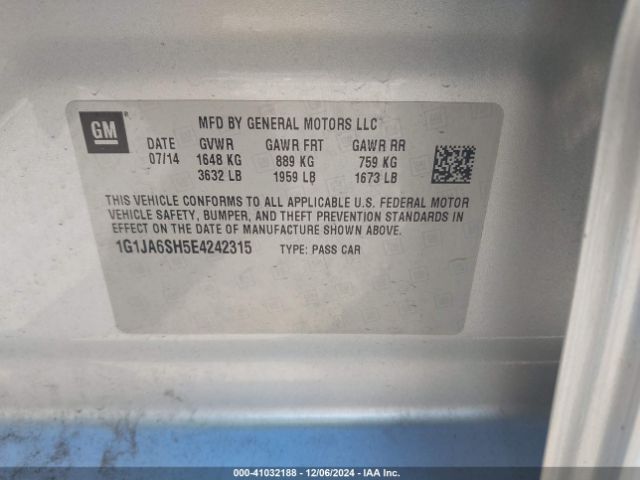 GM
MFD BY GENERAL MOTORS LLC
DATE GVWR GAWR FRT GAWR RR
07/14 1648 KG 889 KG 759 KG
3632 LB 1959 LB 1673 LB
THIS VEHICLE CONFORMS TO ALL APPLICABLE U.S. FEDERAL MOTOR
VEHICLE SAFETY, BUMPER, AND THEFT PREVENTION STANDARDS IN
EFFECT ON THE DATE OF MANUFACTURE SHOWN ABOVE.
1G1JA6SH5E4242315 TYPE: PASS CAR
000-41032188 - 12/06/2024 - IAA Inc.